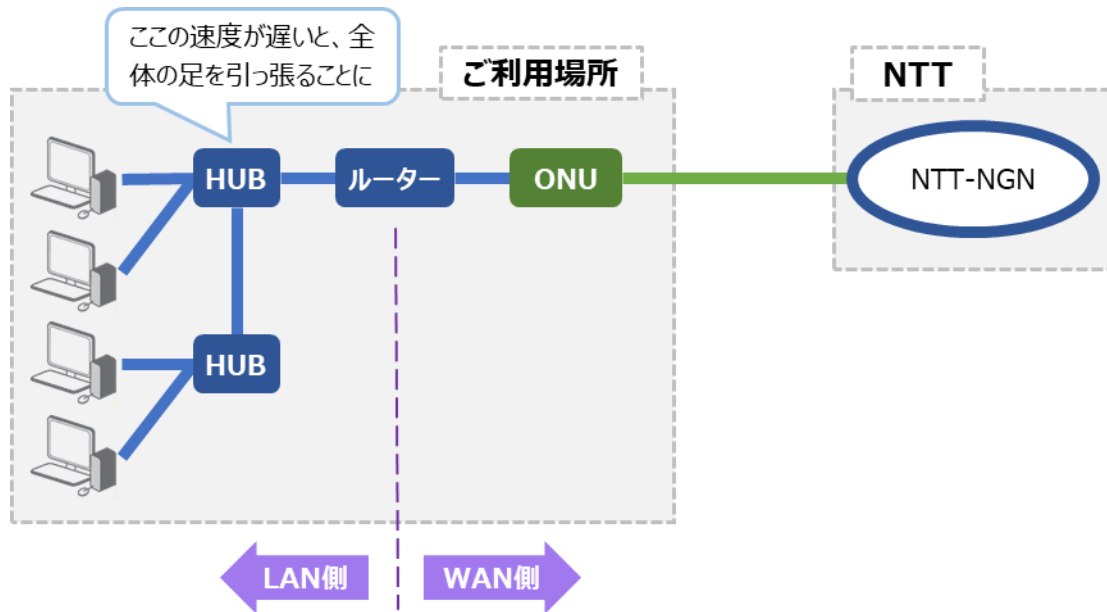 ここの速度が遅いと、全
体の足を引っ張ることに
ご利用場所
NTT
HUB
ルーター
ONU
NTT-NGN
HUB
LAN側
WAN側